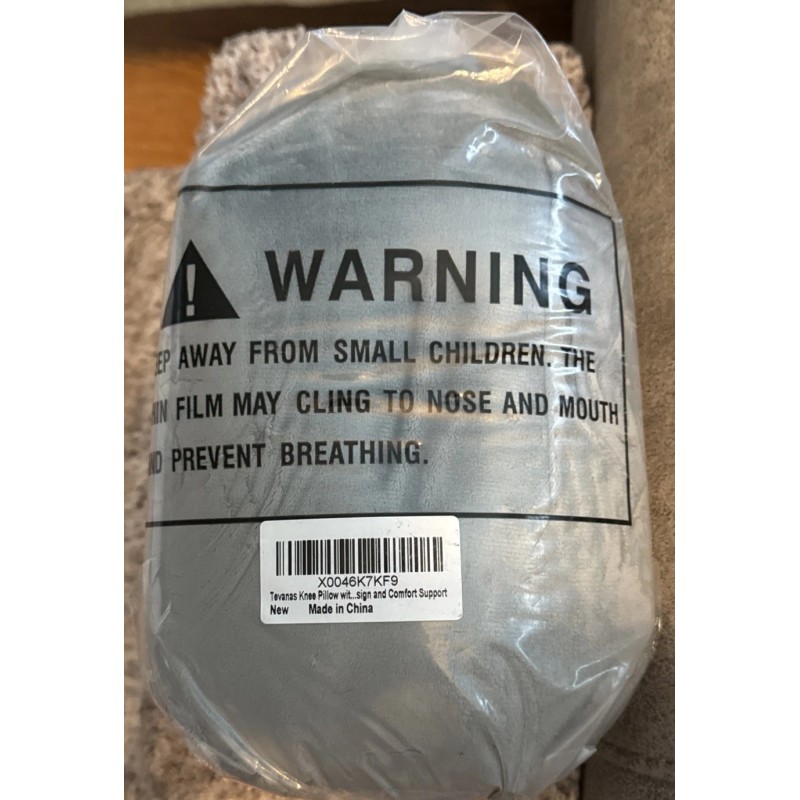 ! WARNING
EP AWAY FROM SMALL CHILDREN. THE
IN FILM MAY CLING TO NOSE AND MOUTH
ND PREVENT BREATHING.
X0046K7KF9
Tevanas Knee Pillow wit...sign and Comfort Support
New Made in China